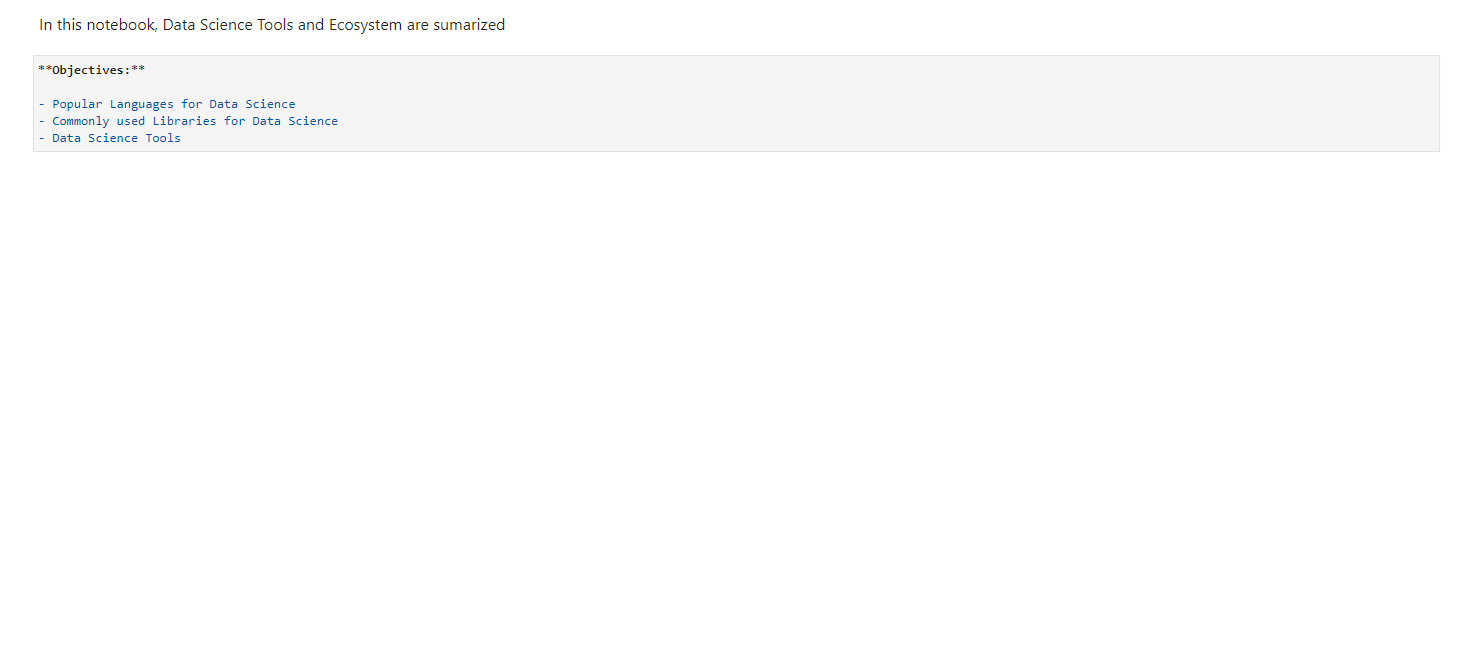 In this notebook, Data Science Tools and Ecosystem are sumarized
**Objectives:**
- Popular Languages for Data Science
- Commonly used Libraries for Data Science
- Data Science Tools